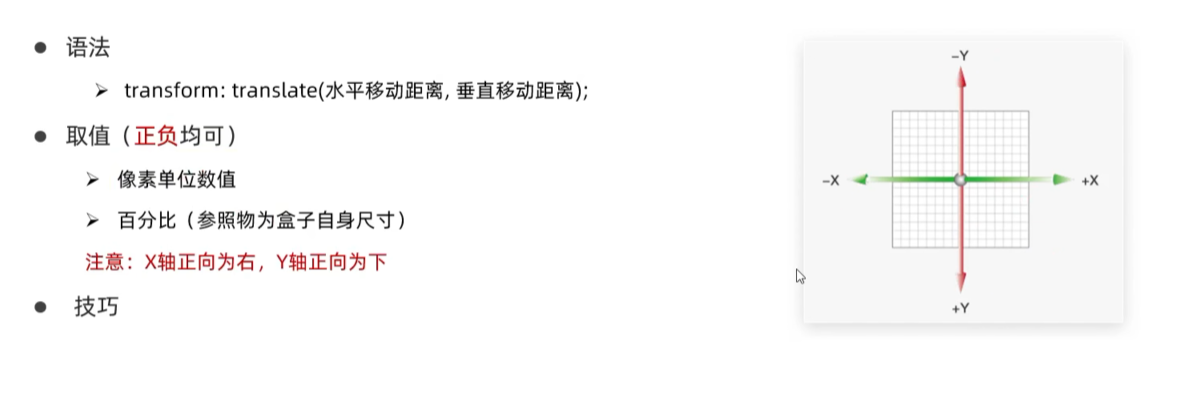 ● 语法
➢ transform: translate(水平移动距离, 垂直移动距离);
● 取值（正负均可）
➢ 像素单位数值
➢ 百分比（参照物为盒子自身尺寸）
注意：X轴正向为右，Y轴正向为下
● 技巧
–Y
–X
+X
+Y